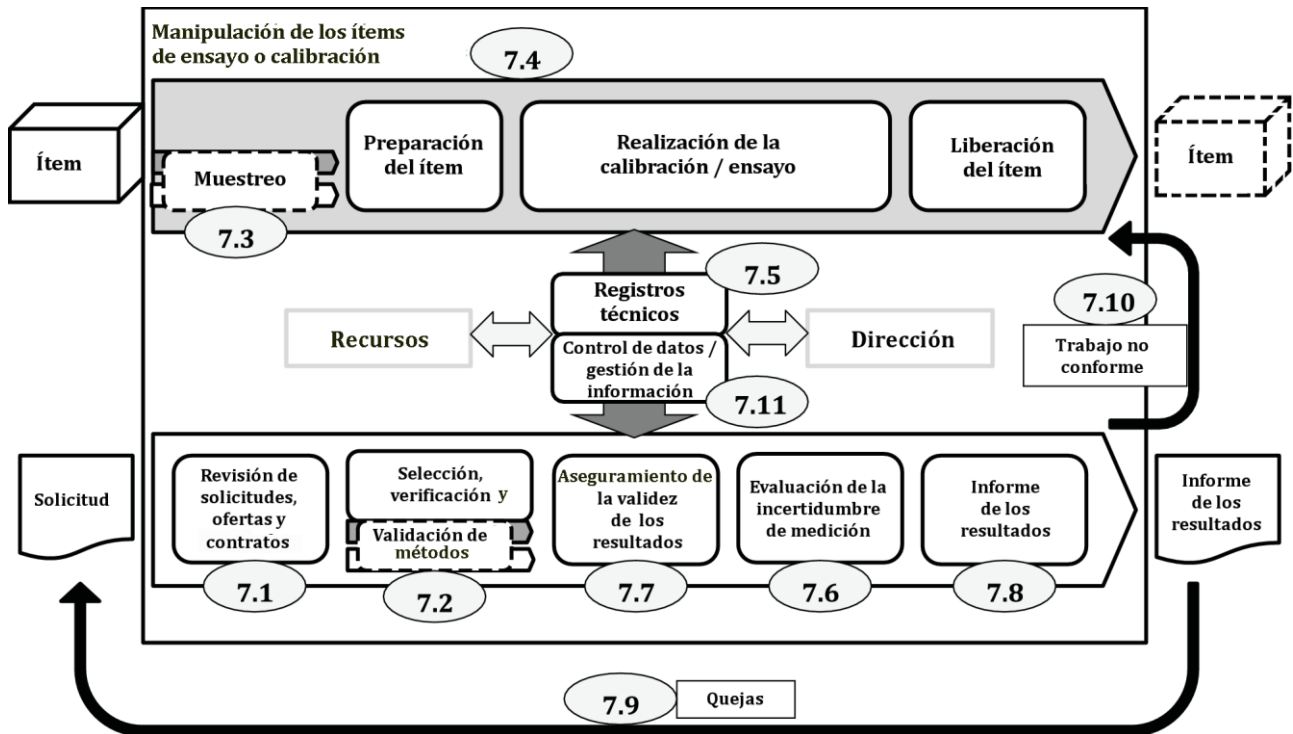 Manipulación de los ítems
de ensayo o calibración
7.4
Ítem
Muestreo
7.3
Preparación
del ítem
Realización de la
calibración / ensayo
Liberación
del ítem
Ítem
7.5
Registros
técnicos
Recursos
Control de datos /
gestión de la
información
7.11
Dirección
7.10
Trabajo no
conforme
Solicitud
Revisión de
solicitudes,
ofertas y
contratos
7.1
Selección,
verificación y
Validación de
métodos
7.2
Aseguramiento de
la validez
de los
resultados
7.7
Evaluación de la
incertidumbre
de medición
7.6
Informe
de los
resultados
7.8
Informe
de los
resultados
7.9
Quejas